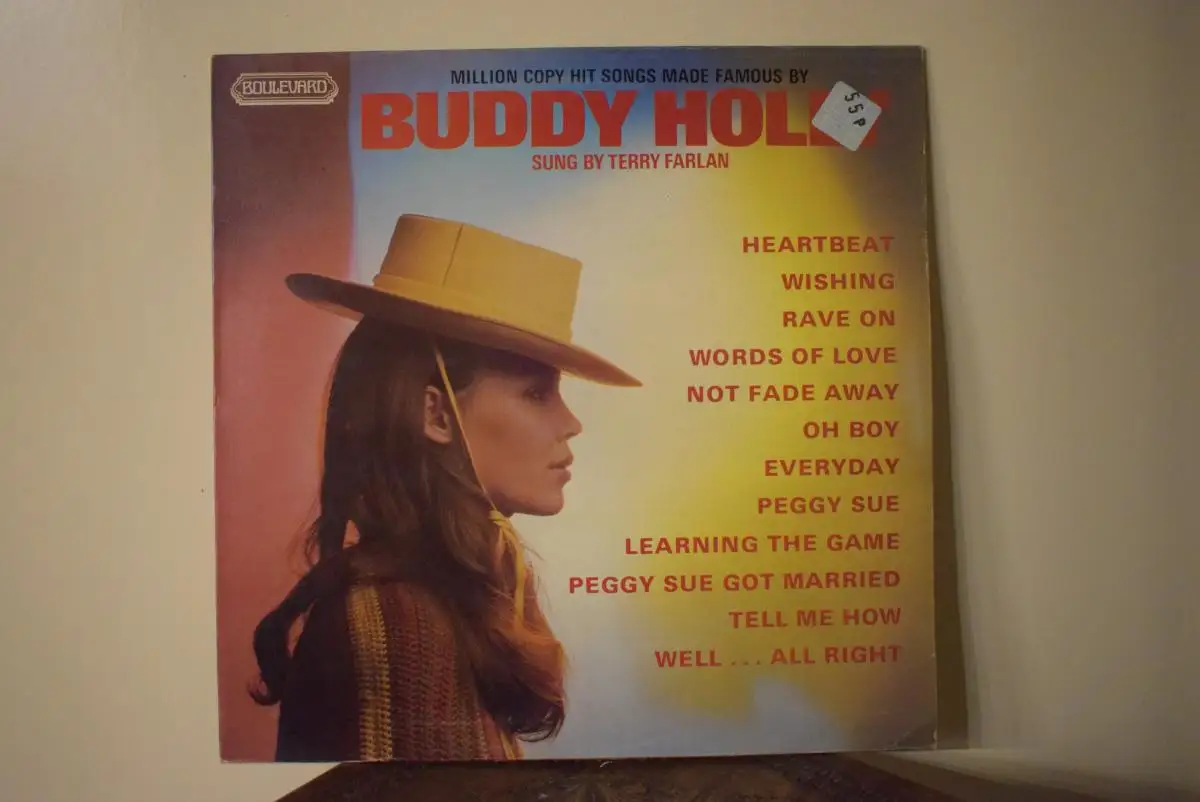 BOULEVARD
MILLION COPY HIT SONGS MADE FAMOUS BY
BUDDY HOLLY
55P
SUNG BY TERRY FARLAN
HEARTBEAT
WISHING
RAVE ON
WORDS OF LOVE
NOT FADE AWAY
OH BOY
EVERYDAY
PEGGY SUE
LEARNING THE GAME
PEGGY SUE GOT MARRIED
TELL ME HOW
WELL ... ALL RIGHT